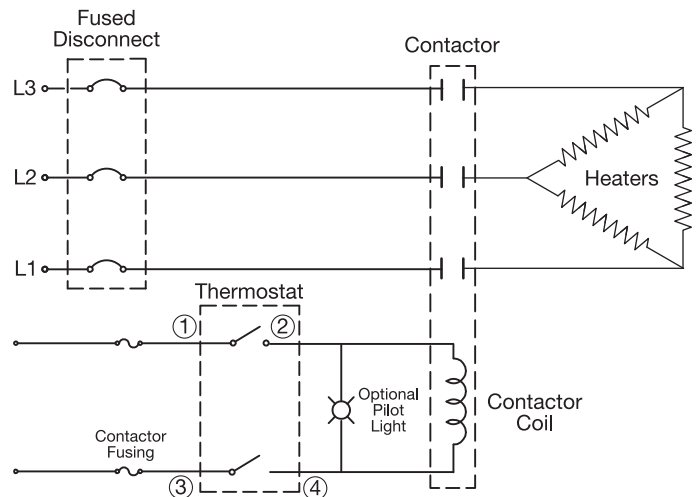 Fused
Disconnect
Contactor
L3
L2
Heaters
L1
Thermostat
① ②
Optional
Pilot
Light
Contactor
Coil
Contactor
Fusing
③ ④